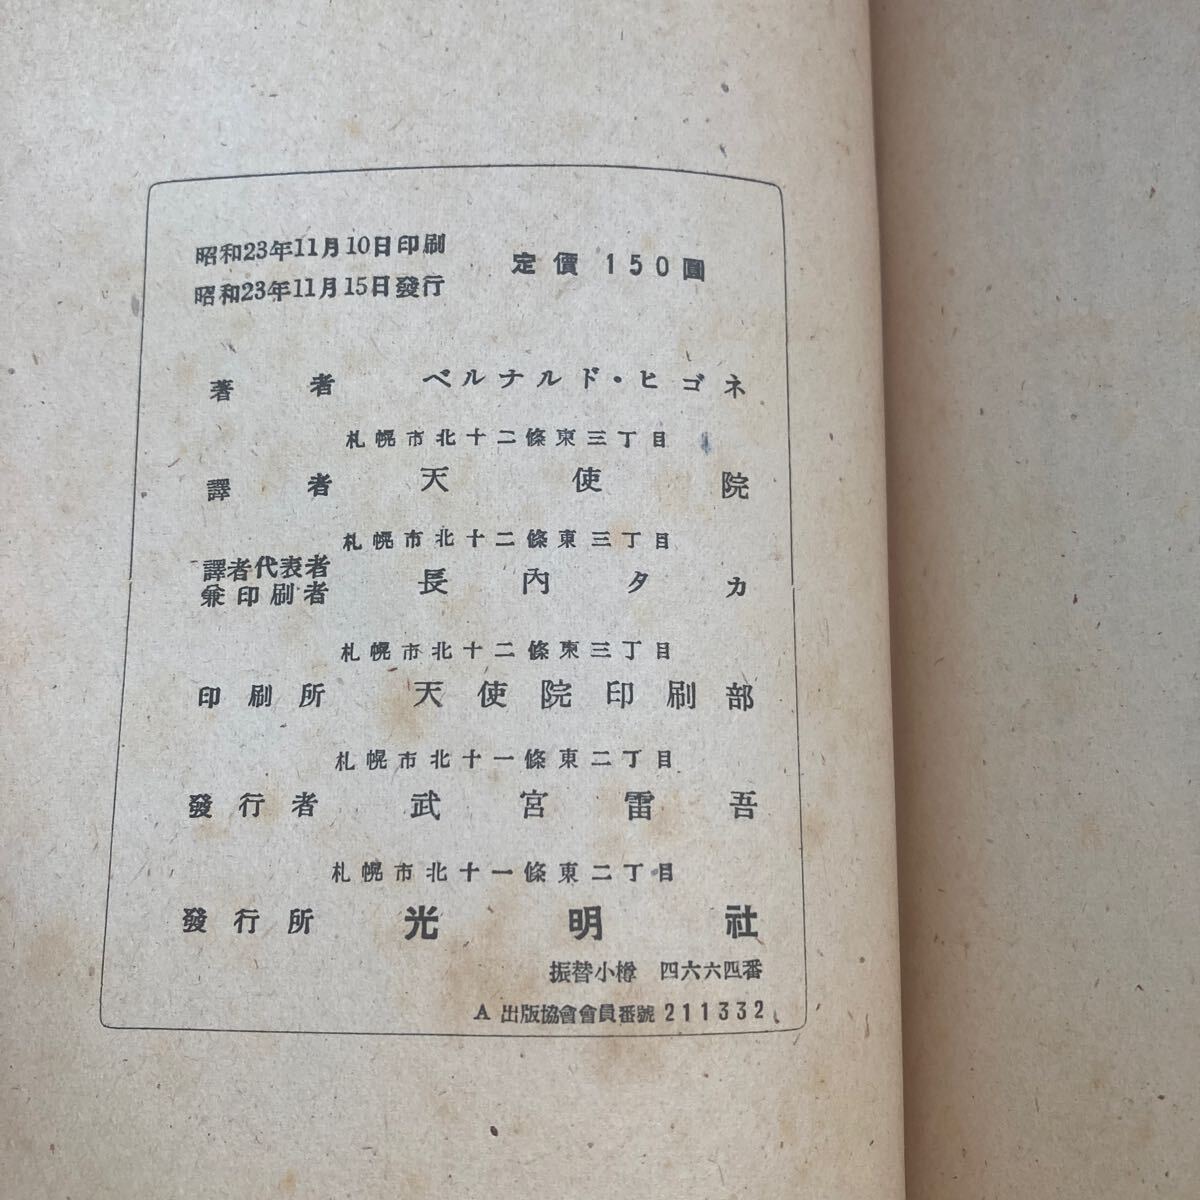 昭和23年11月10日印刷
昭和23年11月15日發行
定價 150圓
著者 ベルナルド・ヒゴネ
札幌市北十二條東三丁目
譯者 天使院
札幌市北十二條東三丁目
譯者代表者
兼印刷者 長內タカ
札幌市北十二條東三丁目
印刷所 天使院印刷部
札幌市北十一條東二丁目
發行者 武宮雷吾
札幌市北十一條東二丁目
發行所 光明社
振替小樽 四六六四番
A 出版協會會員番號 211332